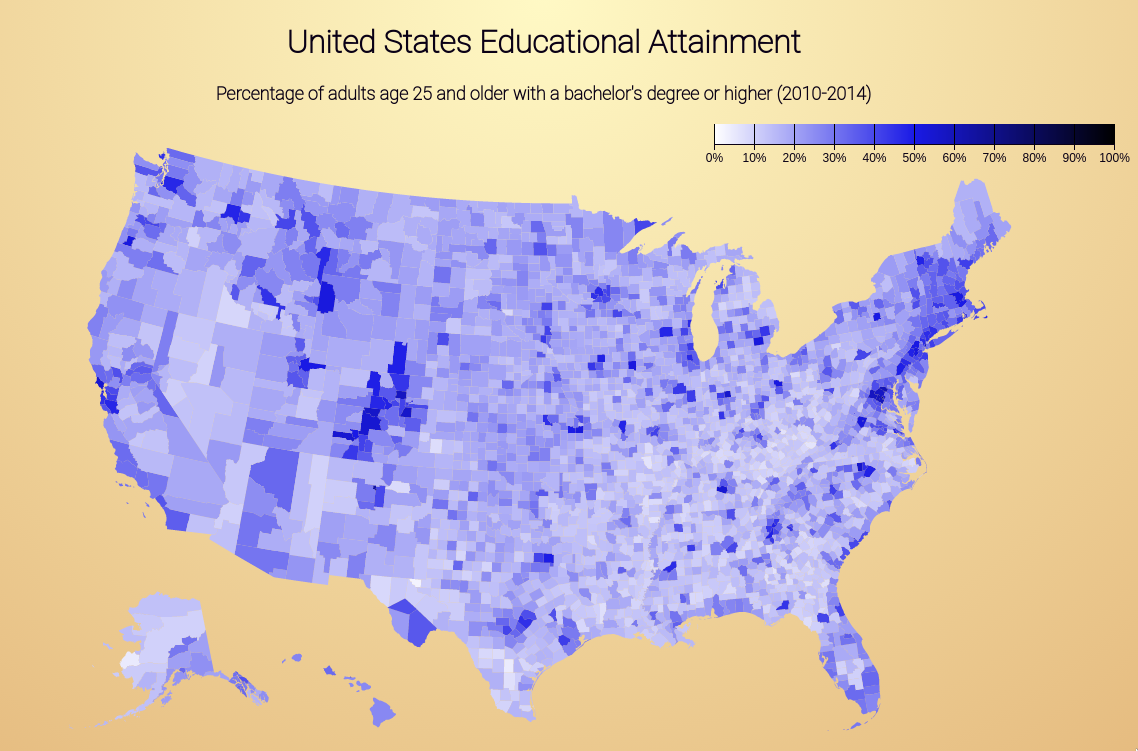 United States Educational Attainment
Percentage of adults age 25 and older with a bachelor's degree or higher (2010-2014)
0% 10% 20% 30% 40% 50% 60% 70% 80% 90% 100%